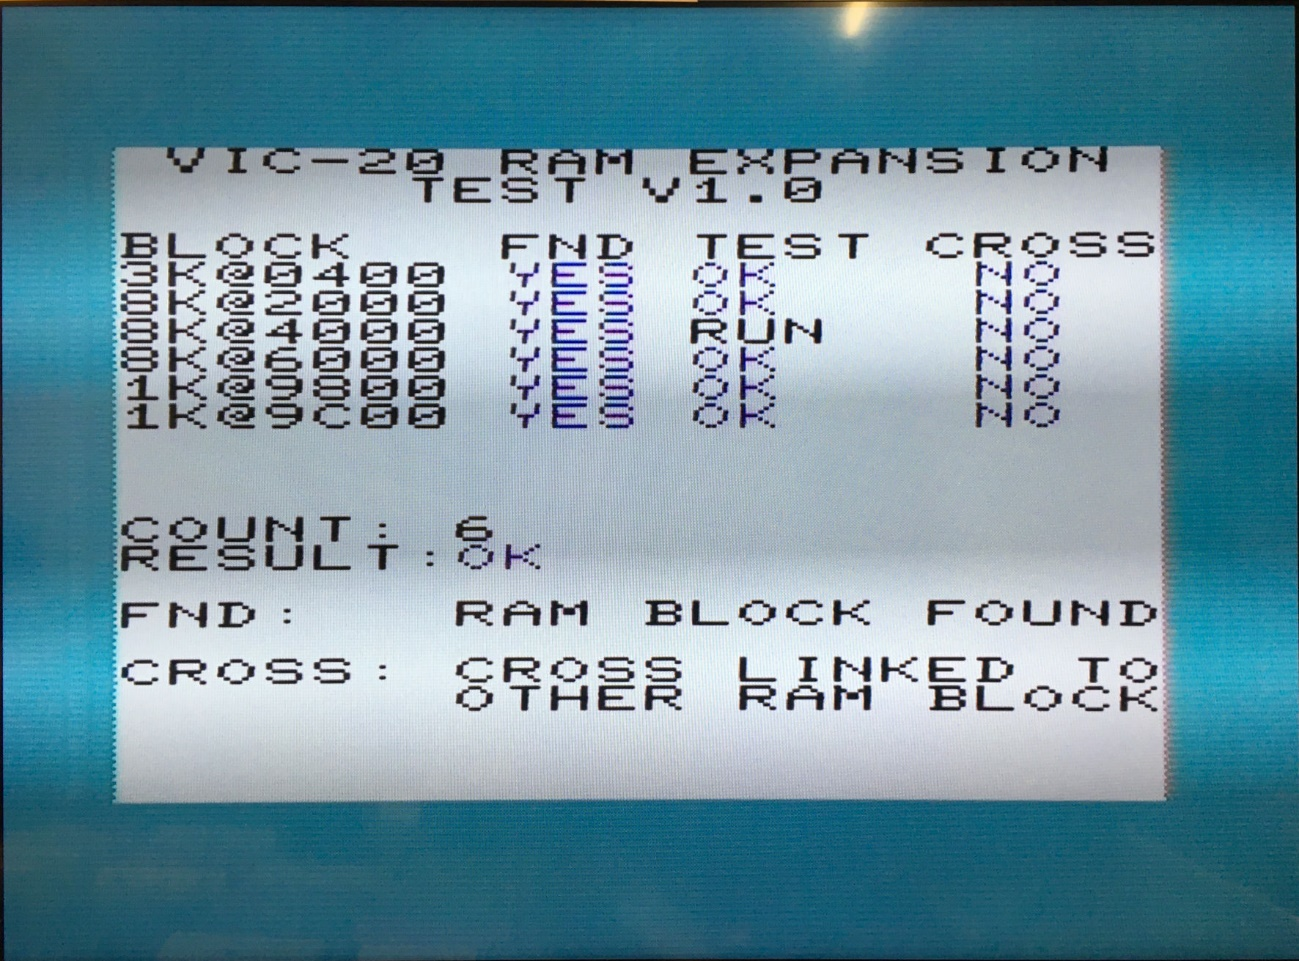 VIC-20 RAM EXPANSION
TEST V1.0
BLOCK FND TEST CROSS
3K@0400 YES OK NO
8K@2000 YES OK NO
8K@4000 YES RUN NO
8K@6000 YES OK NO
1K@9800 YES OK NO
1K@9C00 YES OK NO
COUNT: 6
RESULT:OK
FND: RAM BLOCK FOUND
CROSS: CROSS LINKED TO
OTHER RAM BLOCK